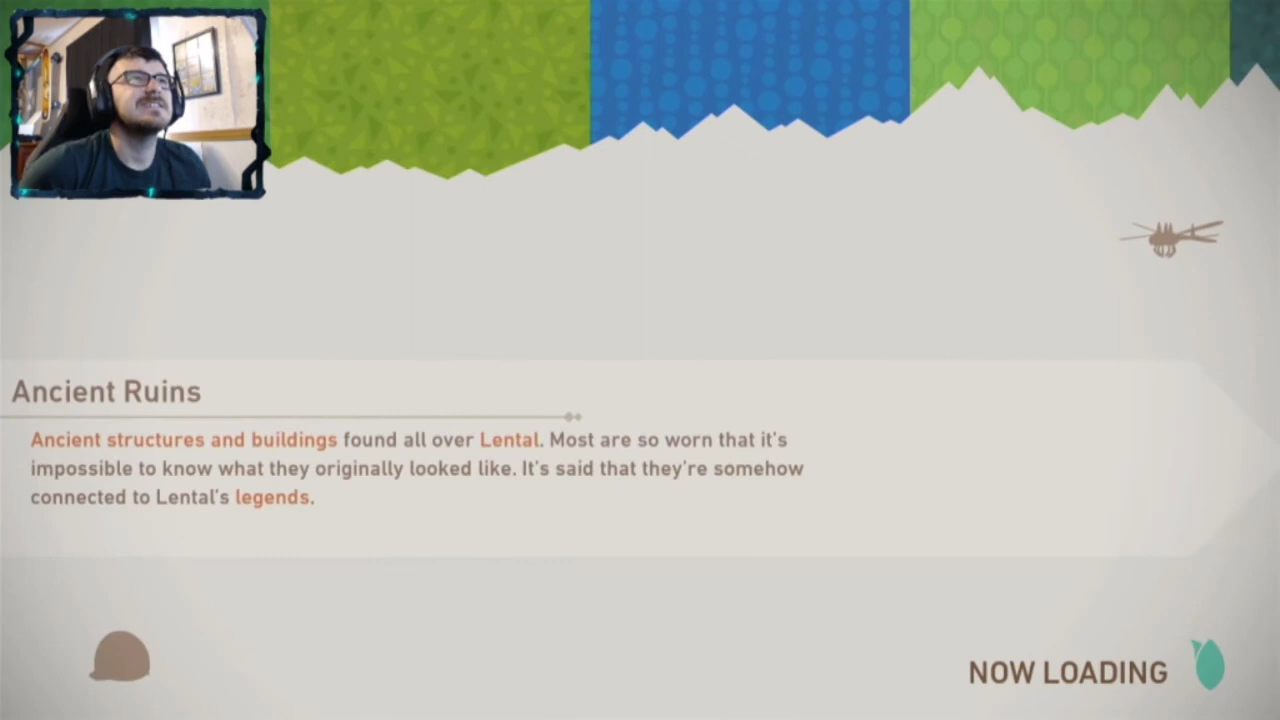 Ancient Ruins
Ancient structures and buildings found all over Lental. Most are so worn that it's
impossible to know what they originally looked like. It's said that they're somehow
connected to Lental's legends.
NOW LOADING